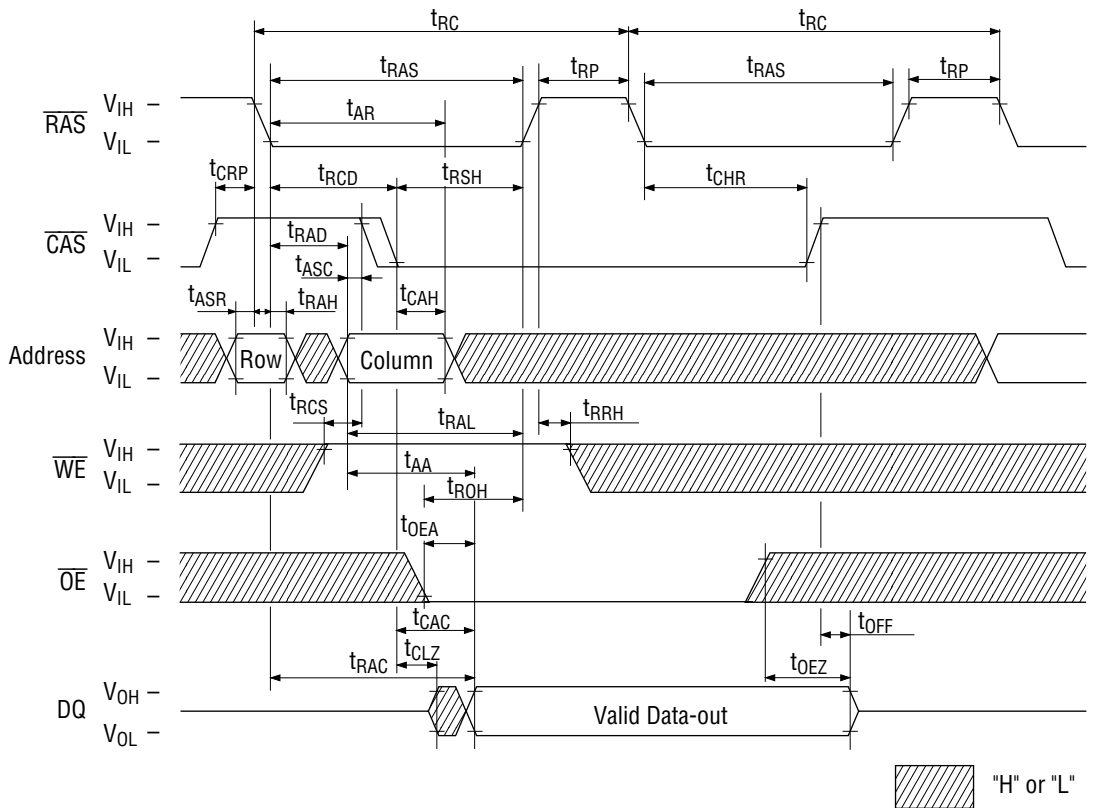 tRC tRC
tRAS tRP tRAS tRP
tAR
RAS VIH – VIL –
tCRP tRCD tRSH tCHR
CAS VIH – VIL –
tRAD
tASC
tASR tRAH tCAH
Address VIH – VIL –
Row Column
tRCS tRAL tRRH
WE VIH – VIL –
tAA
tROH
tOEA
OE VIH – VIL –
tCAC tOFF
tCLZ tOEZ
tRAC
DQ VOH – VOL –
Valid Data-out
"H" or "L"